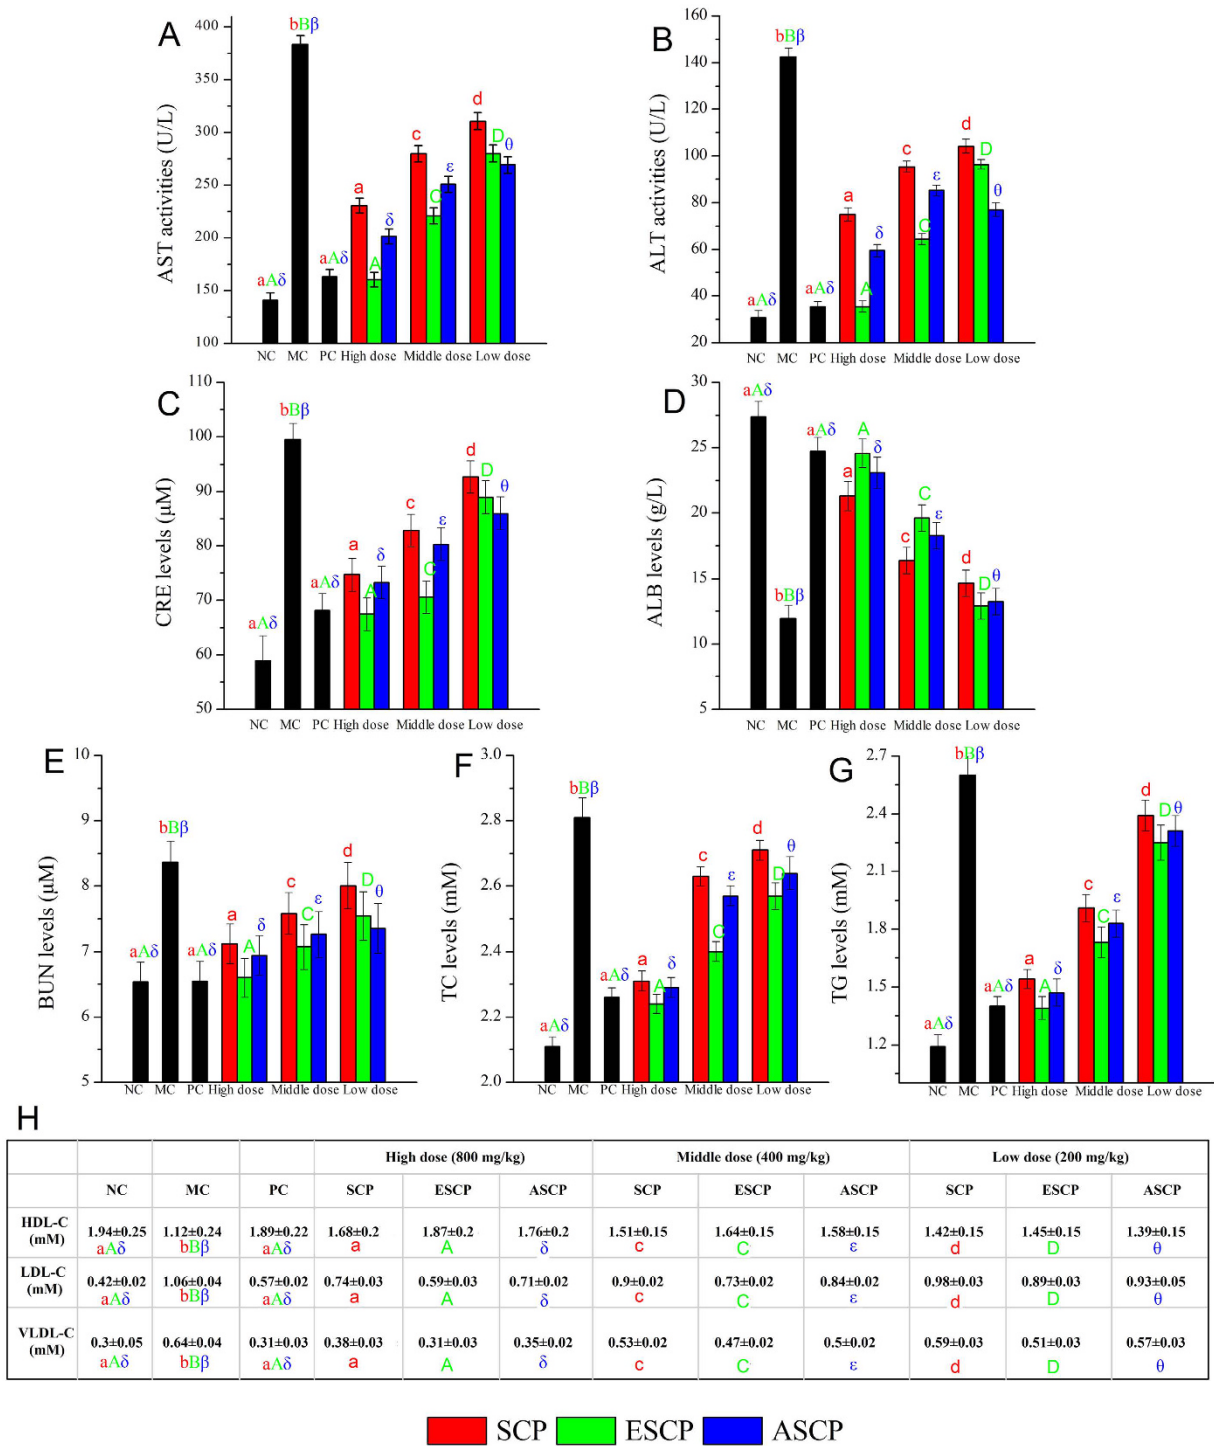 A
AST activities (U/L)
400
350
300
250
200
150
100
aAδ
bBβ
aAδ
a
A
δ
c
C
ε
d
D
θ
NC MC PC High dose Middle dose Low dose
B
ALT activities (U/L)
160
140
120
100
80
60
40
20
aAδ
bBβ
aAδ
a
A
δ
c
C
ε
d
D
θ
NC MC PC High dose Middle dose Low dose
C
CRE levels (μM)
110
100
90
80
70
60
50
aAδ
bBβ
aAδ
a
A
δ
c
C
ε
d
D
θ
NC MC PC High dose Middle dose Low dose
D
ALB levels (g/L)
30
25
20
15
10
5
aAδ
bBβ
aAδ
a
A
δ
c
C
ε
d
D
θ
NC MC PC High dose Middle dose Low dose
E
BUN levels (μM)
10
9
8
7
6
5
aAδ
bBβ
aAδ
a
A
δ
c
C
ε
d
D
θ
NC MC PC High dose Middle dose Low dose
F
TC levels (mM)
3.0
2.8
2.6
2.4
2.2
2.0
aAδ
bBβ
aAδ
a
A
δ
c
C
ε
d
D
θ
NC MC PC High dose Middle dose Low dose
G
TG levels (mM)
2.7
2.4
2.1
1.8
1.5
1.2
aAδ
bBβ
aAδ
a
A
δ
c
C
ε
d
D
θ
NC MC PC High dose Middle dose Low dose
H
High dose (800 mg/kg) Middle dose (400 mg/kg) Low dose (200 mg/kg)
NC MC PC SCP ESCP ASCP SCP ESCP ASCP SCP ESCP ASCP
HDL-C (mM) 1.94±0.25 1.12±0.24 1.89±0.22 1.68±0.2 1.87±0.2 1.76±0.2 1.51±0.15 1.64±0.15 1.58±0.15 1.42±0.15 1.45±0.15 1.39±0.15
aAδ bBβ aAδ a A δ c C ε d D θ
LDL-C (mM) 0.42±0.02 1.06±0.04 0.57±0.02 0.74±0.03 0.59±0.03 0.71±0.02 0.9±0.02 0.73±0.02 0.84±0.02 0.98±0.03 0.89±0.03 0.93±0.05
aAδ bBβ aAδ a A δ c C ε d D θ
VLDL-C (mM) 0.3±0.05 0.64±0.04 0.31±0.03 0.38±0.03 0.31±0.03 0.35±0.02 0.53±0.02 0.47±0.02 0.5±0.02 0.59±0.03 0.51±0.03 0.57±0.03
aAδ bBβ aAδ a A δ c C ε d D θ
SCP ESCP ASCP